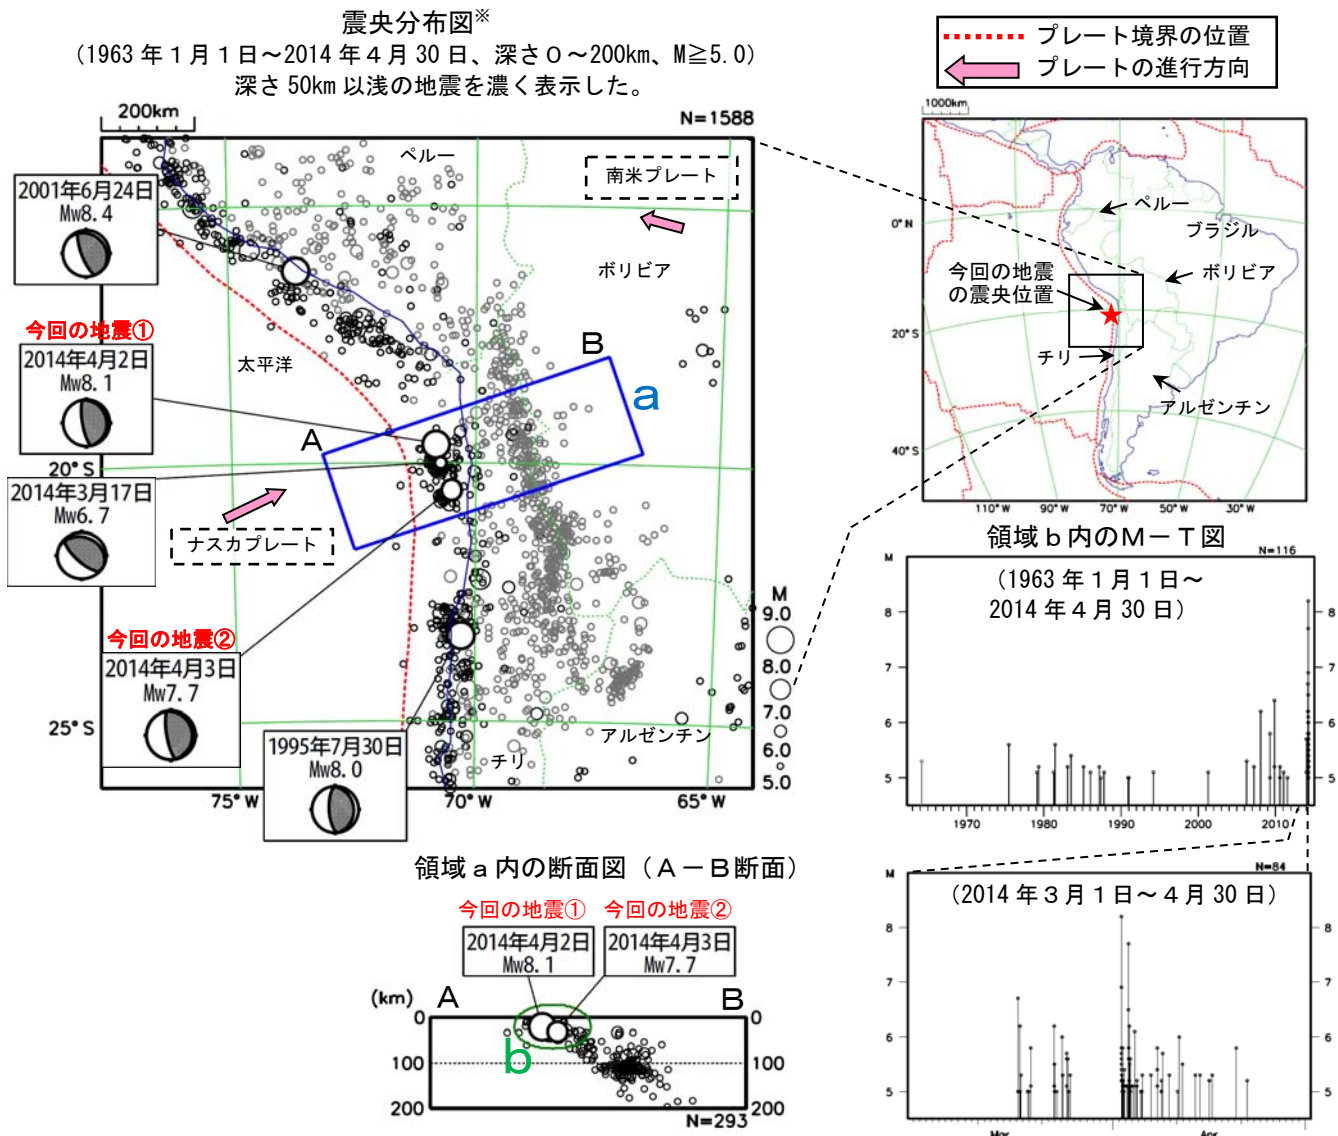 震央分布図※
(1963年1月1日～2014年4月30日、深さ0～200km、M≧5.0)
深さ50km以浅の地震を濃く表示した。
プレート境界の位置
プレートの進行方向
200km
N=1588
ペルー
南米プレート
ボリビア
太平洋
2001年6月24日
Mw8.4
今回の地震①
2014年4月2日
Mw8.1
B
a
A
20°S
2014年3月17日
Mw6.7
ナスカプレート
今回の地震②
2014年4月3日
Mw7.7
25°S
1995年7月30日
Mw8.0
チリ
アルゼンチン
M
9.0
8.0
7.0
6.0
5.0
75°W
70°W
65°W
1000km
ペルー
0°N
ブラジル
今回の地震
の震央位置
ボリビア
20°S
チリ
アルゼンチン
40°S
110°W
90°W
70°W
50°W
30°W
領域b内のM－T図
M
N=116
(1963年1月1日～
2014年4月30日)
8
8
7
7
6
6
5
5
1970
1980
1990
2000
2010
領域a内の断面図（A－B断面）
今回の地震①
今回の地震②
2014年4月2日
Mw8.1
2014年4月3日
Mw7.7
(km)
A
B
0
0
b
100
100
200
200
N=293
M
N=84
(2014年3月1日～4月30日)
8
8
7
7
6
6
5
5
Mar
Apr